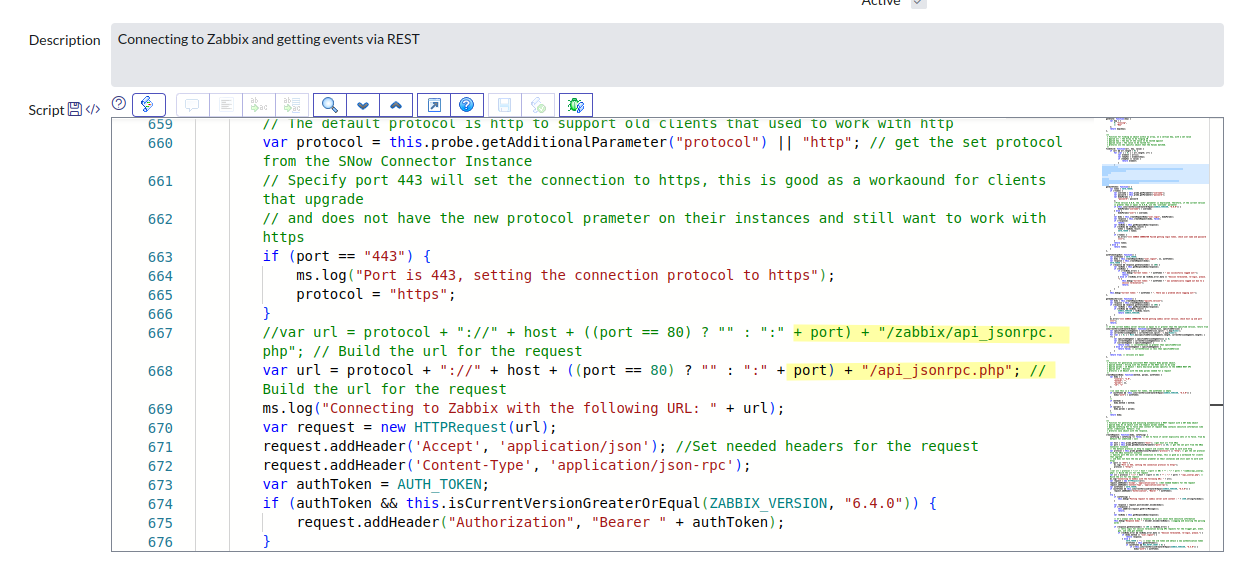 Active
Description
Connecting to Zabbix and getting events via REST
Script
659 // The default protocol is http to support old clients that used to work with http
660 var protocol = this.probe.getAdditionalParameter("protocol") || "http"; // get the set protocol
from the SNow Connector Instance
661 // Specify port 443 will set the connection to https, this is good as a workaound for clients
that upgrade
662 // and does not have the new protocol prameter on their instances and still want to work with
https
663 if (port == "443") {
664 ms.log("Port is 443, setting the connection protocol to https");
665 protocol = "https";
666 }
667 //var url = protocol + "://" + host + ((port == 80) ? "" : ":" + port) + "/zabbix/api_jsonrpc.
php"; // Build the url for the request
668 var url = protocol + "://" + host + ((port == 80) ? "" : ":" + port) + "/api_jsonrpc.php"; //
Build the url for the request
669 ms.log("Connecting to Zabbix with the following URL: " + url);
670 var request = new HTTPRequest(url);
671 request.addHeader('Accept', 'application/json'); //Set needed headers for the request
672 request.addHeader('Content-Type', 'application/json-rpc');
673 var authToken = AUTH_TOKEN;
674 if (authToken && this.isCurrentVersionGreaterOrEqual(ZABBIX_VERSION, "6.4.0")) {
675 request.addHeader("Authorization", "Bearer " + authToken);
676 }